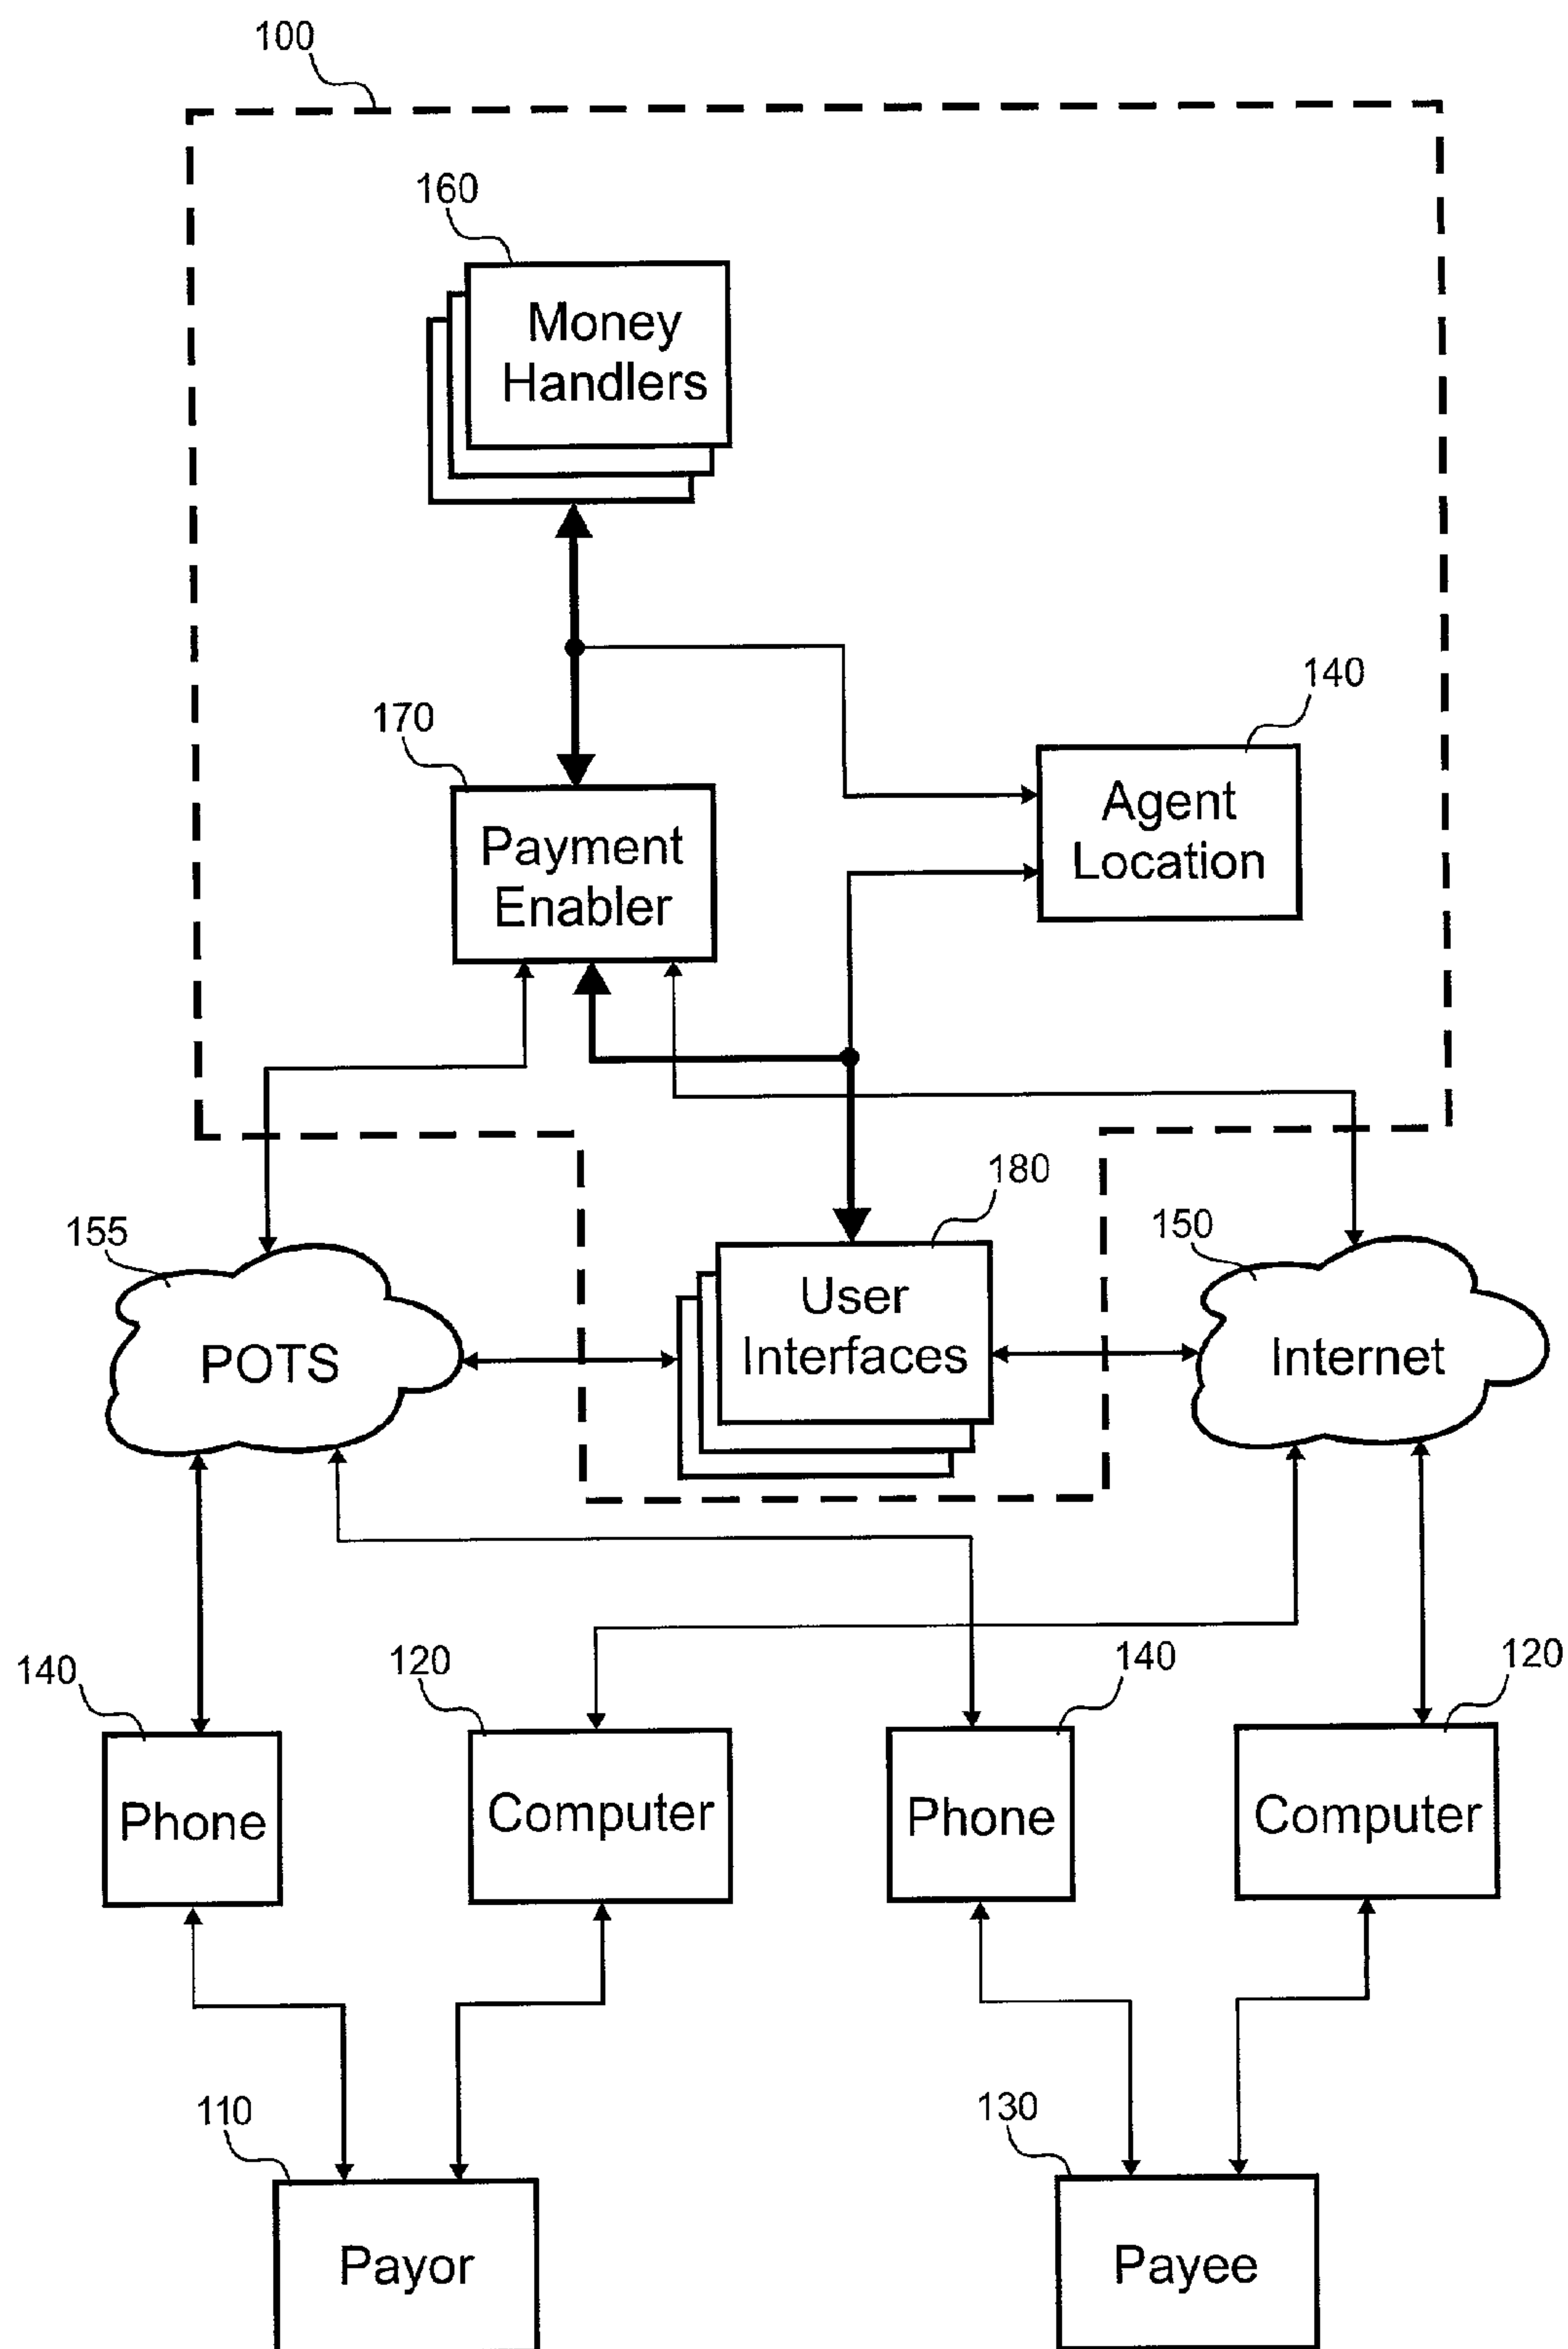 100
160
Money
Handlers
140
170
Agent
Location
Payment
Enabler
180
155
150
User
Interfaces
POTS
Internet
140
120
140
120
Phone
Computer
Phone
Computer
110
130
Payor
Payee